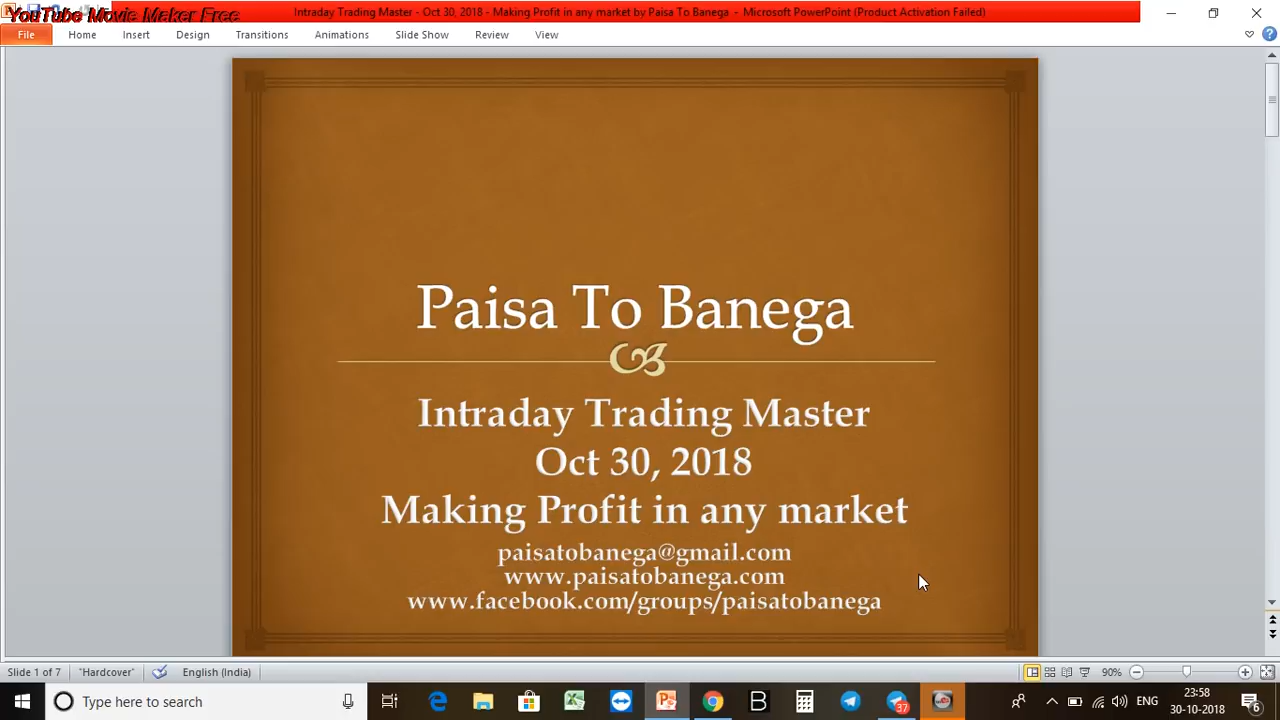 YouTube Movie Maker Free
Intraday Trading Master - Oct 30, 2018 - Making Profit in any market by Paisa To Banega - Microsoft PowerPoint (Product Activation Failed)
File Home Insert Design Transitions Animations Slide Show Review View
Paisa To Banega
Intraday Trading Master
Oct 30, 2018
Making Profit in any market
paisatobanega@gmail.com
www.paisatobanega.com
www.facebook.com/groups/paisatobanega
Slide 1 of 7 "Hardcover" English (India) 90%
Type here to search
37
ENG
23:58
30-10-2018
6